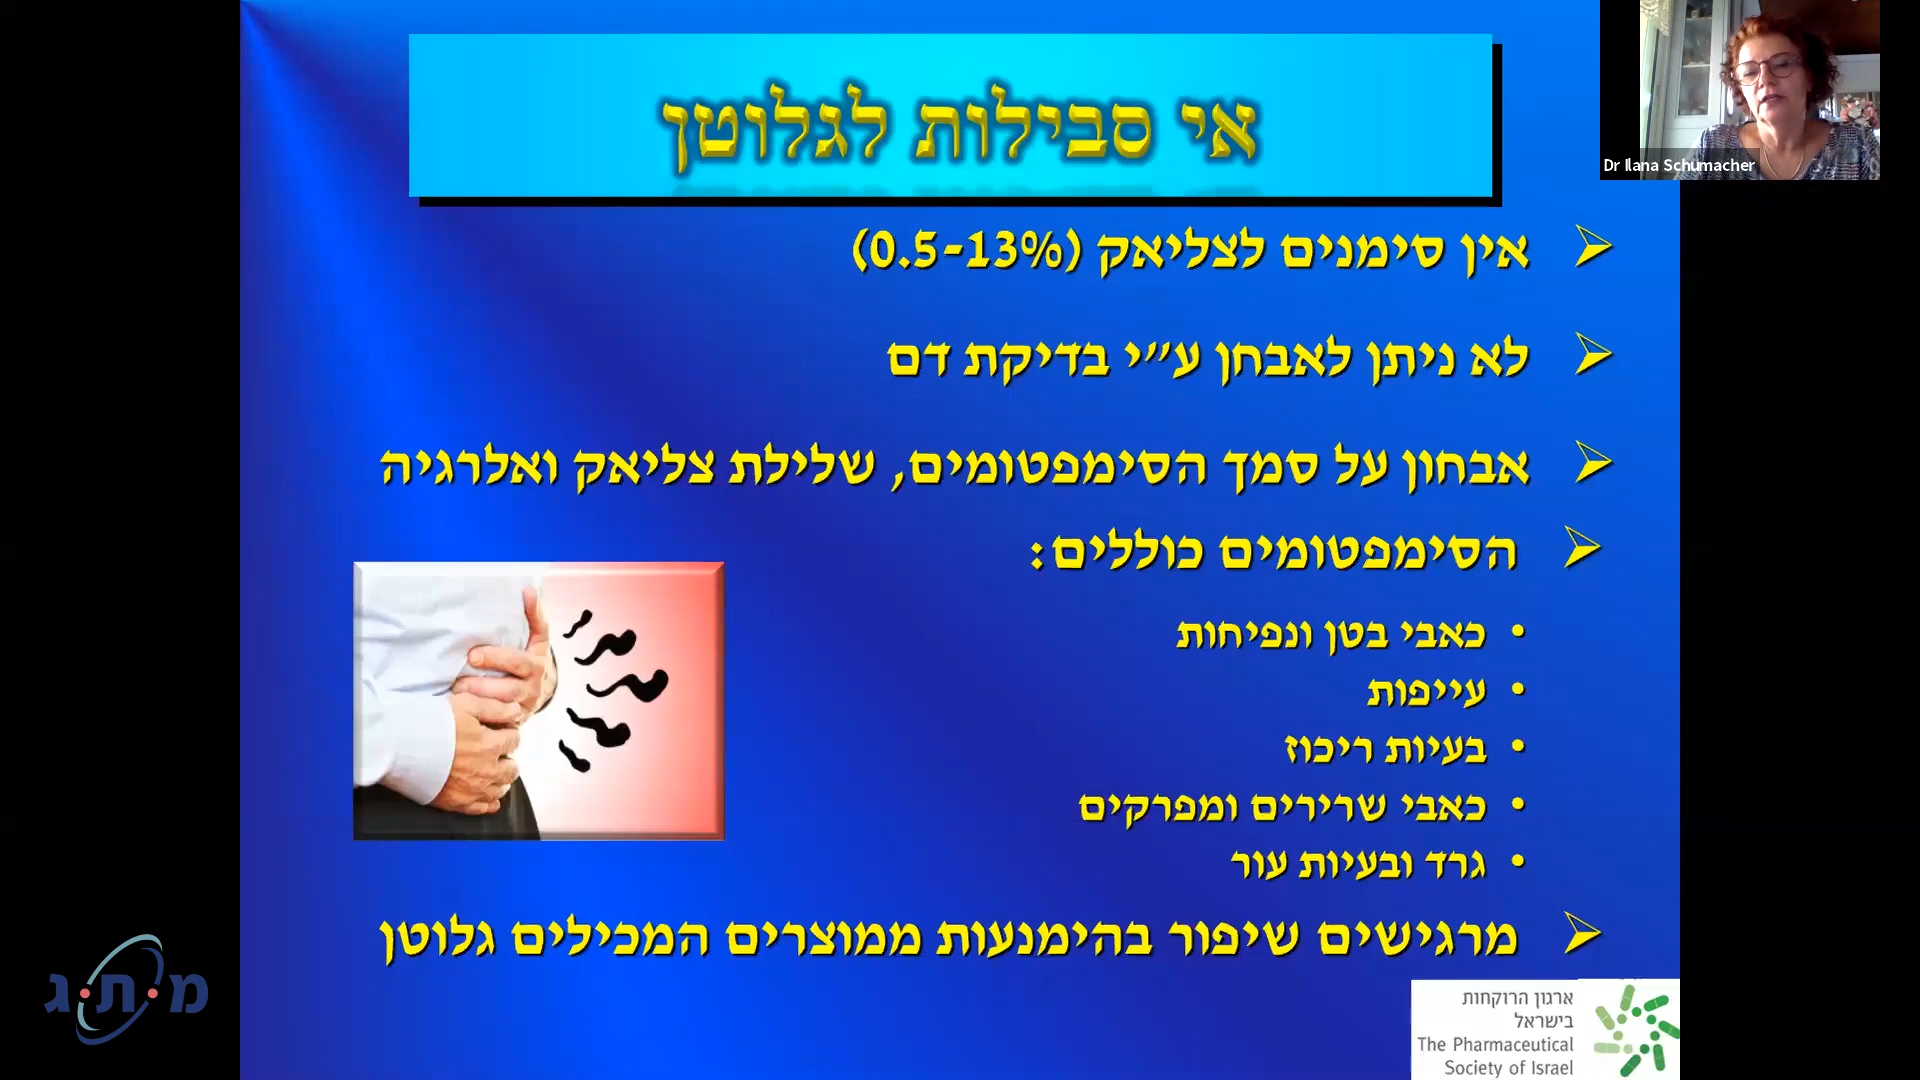 אי סבילות לגלוטן
Dr Ilana Schumacher
אין סימנים לצליאק (0.5-13%)
לא ניתן לאבחן ע״י בדיקת דם
אבחון על סמך הסימפטומים, שלילת צליאק ואלרגיה
הסימפטומים כוללים:
• כאבי בטן ונפיחות
• עייפות
• בעיות ריכוז
• כאבי שרירים ומפרקים
• גרד ובעיות עור
מרגישים שיפור בהימנעות ממוצרים המכילים גלוטן
מ.ת.ג
ארגון הרוקחות
בישראל
The Pharmaceutical
Society of Israel